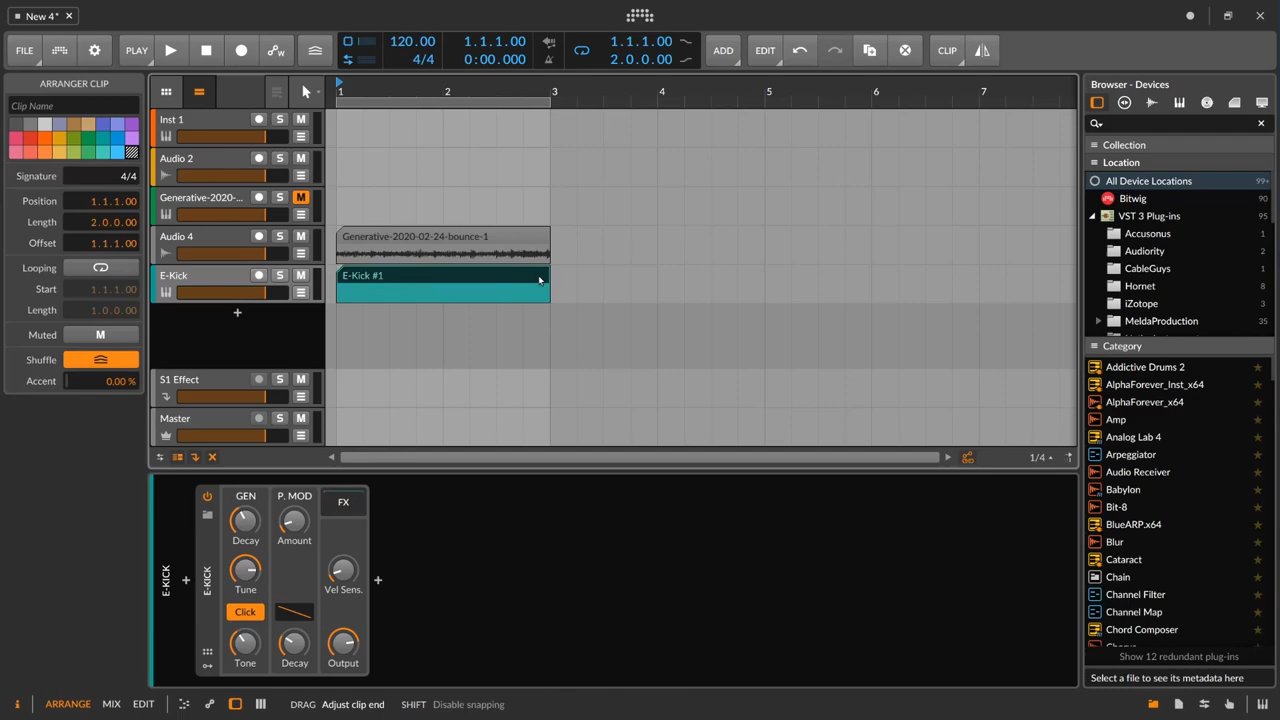 New 4*
FILE
PLAY
120.00
4/4
1.1.1.00
0:00.000
1.1.1.00
2.0.0.00
ADD
EDIT
CLIP
ARRANGER CLIP
Clip Name
Signature 4/4
Position 1.1.1.00
Length 2.0.0.00
Offset 1.1.1.00
Looping
Start 1.1.1.00
Length 1.0.0.00
Muted M
Shuffle
Accent 0.00 %
1 2 3 4 5 6 7
Inst 1 S M
Audio 2 S M
Generative-2020-... S M
Audio 4 S M
Generative-2020-02-24-bounce-1
E-Kick S M
E-Kick #1
S1 Effect S M
Master S M
1/4
E-KICK
E-KICK
GEN
Decay
Tune
Click
Tone
P. MOD
Amount
Decay
FX
Vel Sens.
Output
Browser - Devices
Collection
Location
All Device Locations 99+
Bitwig 90
VST 3 Plug-ins 95
Accusonus 1
Audiority 2
CableGuys 1
Hornet 2
iZotope 3
MeldaProduction 35
Category
Addictive Drums 2
AlphaForever_Inst_x64
AlphaForever_x64
Amp
Analog Lab 4
Arpeggiator
Audio Receiver
Babylon
Bit-8
BlueARP.x64
Blur
Cataract
Chain
Channel Filter
Channel Map
Chord Composer
Show 12 redundant plug-ins
Select a file to see its metadata here
i
ARRANGE
MIX
EDIT
DRAG Adjust clip end
SHIFT Disable snapping